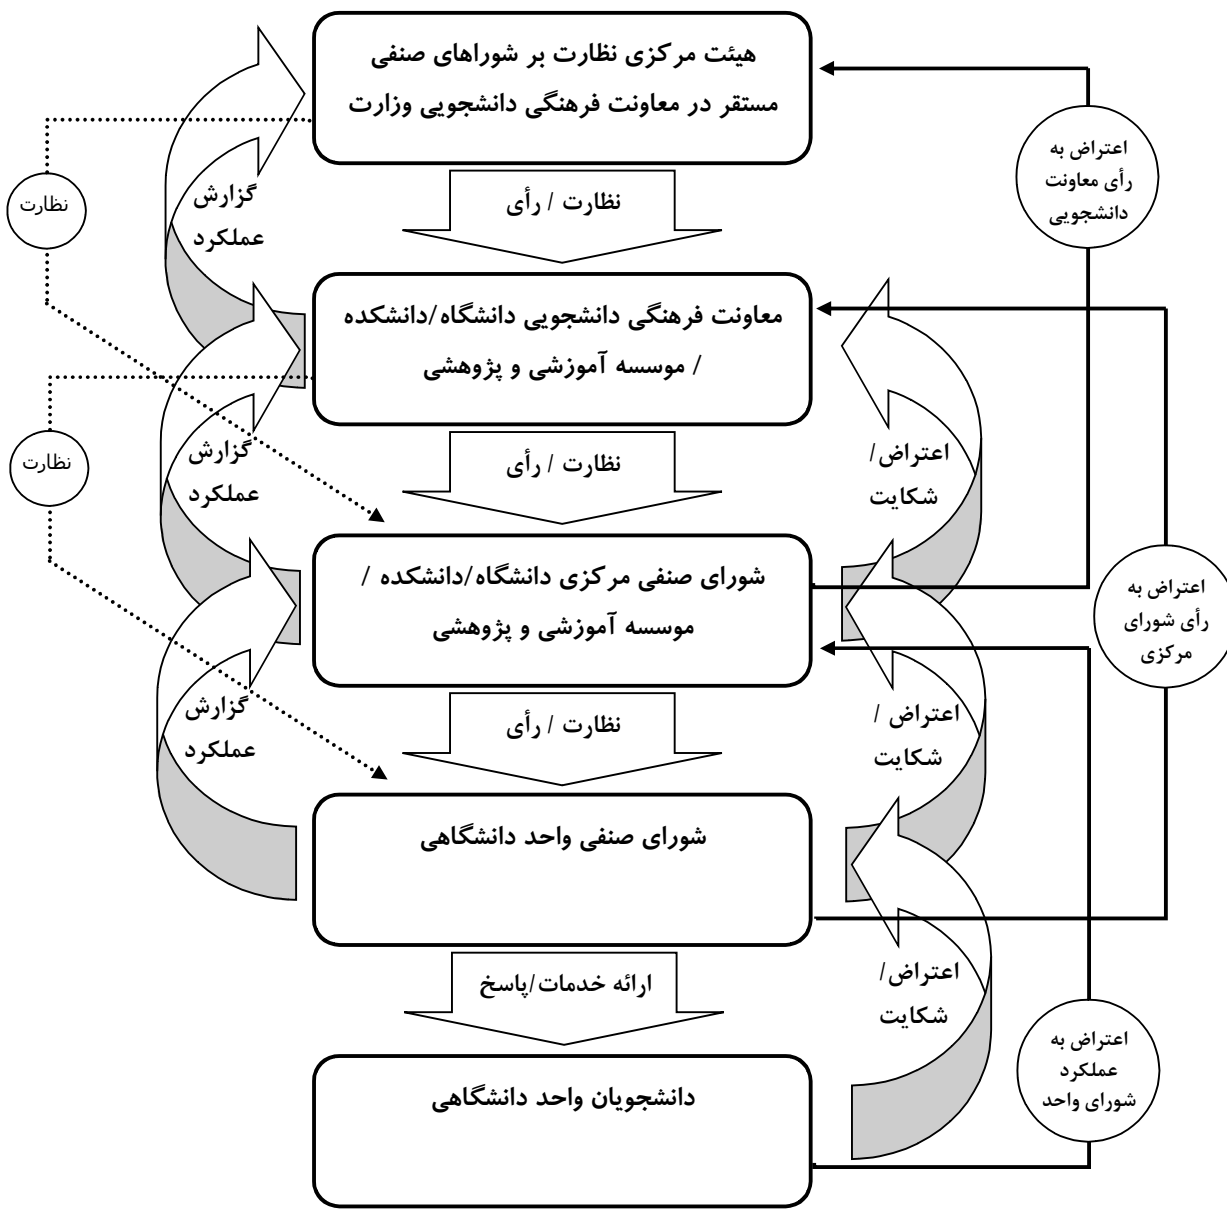 هیئت مرکزی نظارت بر شوراهای صنفی
مستقر در معاونت فرهنگی دانشجویی وزارت
اعتراض به
رأی معاونت
دانشجویی
نظارت
گزارش
عملکرد
نظارت / رأی
معاونت فرهنگی دانشجویی دانشگاه/دانشکده
/ موسسه آموزشی و پژوهشی
نظارت
گزارش
عملکرد
نظارت / رأی
اعتراض/
شکایت
شورای صنفی مرکزی دانشگاه/دانشکده /
موسسه آموزشی و پژوهشی
اعتراض به
رأی شورای
مرکزی
گزارش
عملکرد
نظارت / رأی
اعتراض /
شکایت
شورای صنفی واحد دانشگاهی
ارائه خدمات/پاسخ
اعتراض/
شکایت
اعتراض به
عملکرد
شورای واحد
دانشجویان واحد دانشگاهی